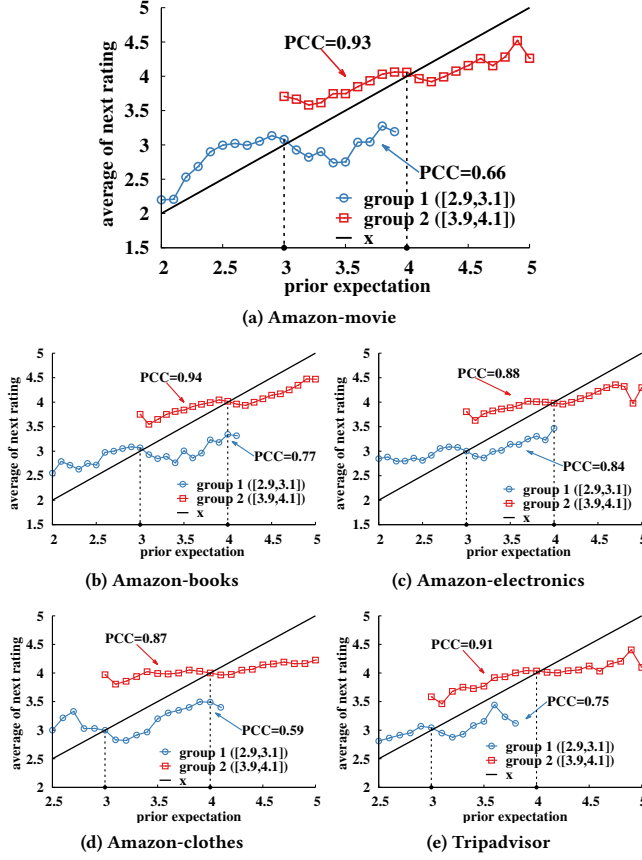 5
4.5
4
3.5
3
2.5
2
1.5
average of next rating
PCC=0.93
PCC=0.66
group 1 ([2.9,3.1])
group 2 ([3.9,4.1])
x
2 2.5 3 3.5 4 4.5 5
prior expectation
(a) Amazon-movie
5
4.5
4
3.5
3
2.5
2
1.5
average of next rating
PCC=0.94
PCC=0.77
group 1 ([2.9,3.1])
group 2 ([3.9,4.1])
x
2 2.5 3 3.5 4 4.5 5
prior expectation
(b) Amazon-books
5
4.5
4
3.5
3
2.5
2
1.5
average of next rating
PCC=0.88
PCC=0.84
group 1 ([2.9,3.1])
group 2 ([3.9,4.1])
x
2 2.5 3 3.5 4 4.5 5
prior expectation
(c) Amazon-electronics
5
4.5
4
3.5
3
2.5
2
average of next rating
PCC=0.87
PCC=0.59
group 1 ([2.9,3.1])
group 2 ([3.9,4.1])
x
2.5 3 3.5 4 4.5 5
prior expectation
(d) Amazon-clothes
5
4.5
4
3.5
3
2.5
2
average of next rating
PCC=0.91
PCC=0.75
group 1 ([2.9,3.1])
group 2 ([3.9,4.1])
x
2.5 3 3.5 4 4.5 5
prior expectation
(e) Tripadvisor